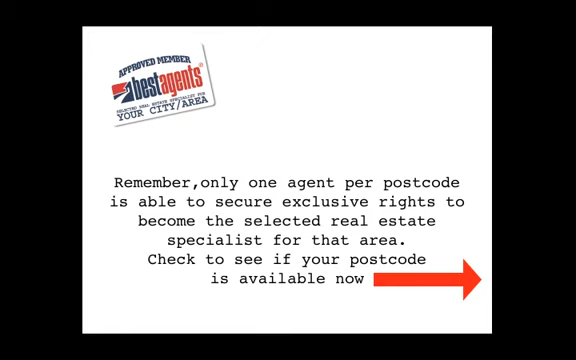 APPROVED MEMBER
bestagents®
SELECTED REAL ESTATE SPECIALIST FOR
YOUR CITY/AREA
Remember,only one agent per postcode
is able to secure exclusive rights to
become the selected real estate
specialist for that area.
Check to see if your postcode
is available now